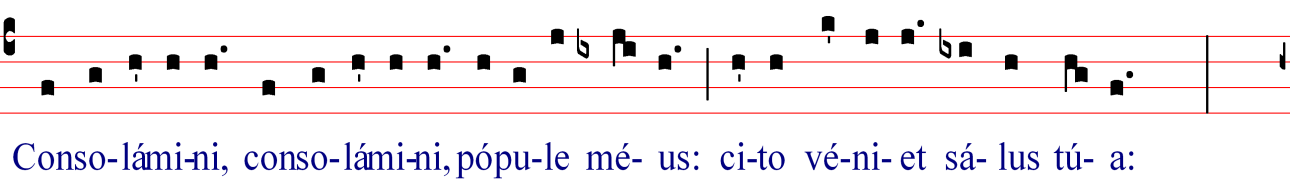 Conso-lámi-ni, conso-lámi-ni, pópu-le mé- us: ci-to vé-ni- et sá- lus tú- a: